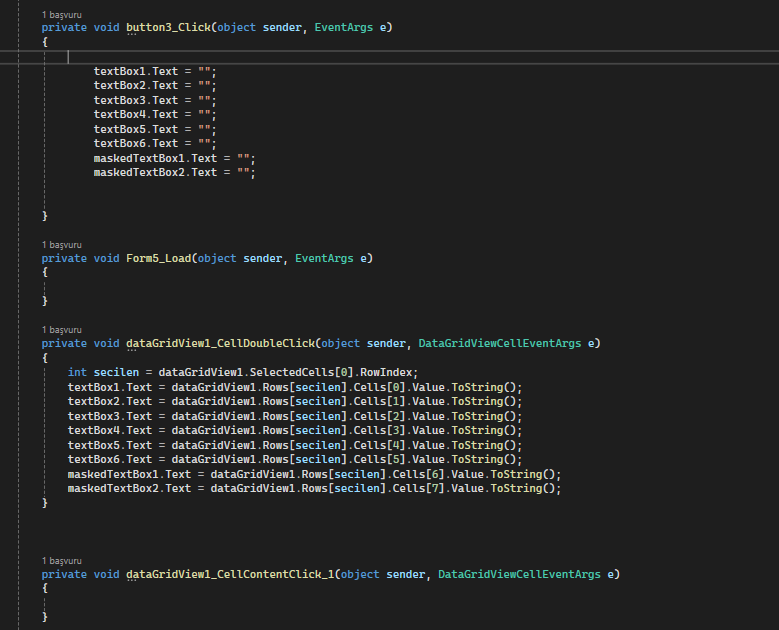 1 başvuru
private void button3_Click(object sender, EventArgs e)
{
textBox1.Text = "";
textBox2.Text = "";
textBox3.Text = "";
textBox4.Text = "";
textBox5.Text = "";
textBox6.Text = "";
maskedTextBox1.Text = "";
maskedTextBox2.Text = "";
}
1 başvuru
private void Form5_Load(object sender, EventArgs e)
{
}
1 başvuru
private void dataGridView1_CellDoubleClick(object sender, DataGridViewCellEventArgs e)
{
int secilen = dataGridView1.SelectedCells[0].RowIndex;
textBox1.Text = dataGridView1.Rows[secilen].Cells[0].Value.ToString();
textBox2.Text = dataGridView1.Rows[secilen].Cells[1].Value.ToString();
textBox3.Text = dataGridView1.Rows[secilen].Cells[2].Value.ToString();
textBox4.Text = dataGridView1.Rows[secilen].Cells[3].Value.ToString();
textBox5.Text = dataGridView1.Rows[secilen].Cells[4].Value.ToString();
textBox6.Text = dataGridView1.Rows[secilen].Cells[5].Value.ToString();
maskedTextBox1.Text = dataGridView1.Rows[secilen].Cells[6].Value.ToString();
maskedTextBox2.Text = dataGridView1.Rows[secilen].Cells[7].Value.ToString();
}
1 başvuru
private void dataGridView1_CellContentClick_1(object sender, DataGridViewCellEventArgs e)
{
}